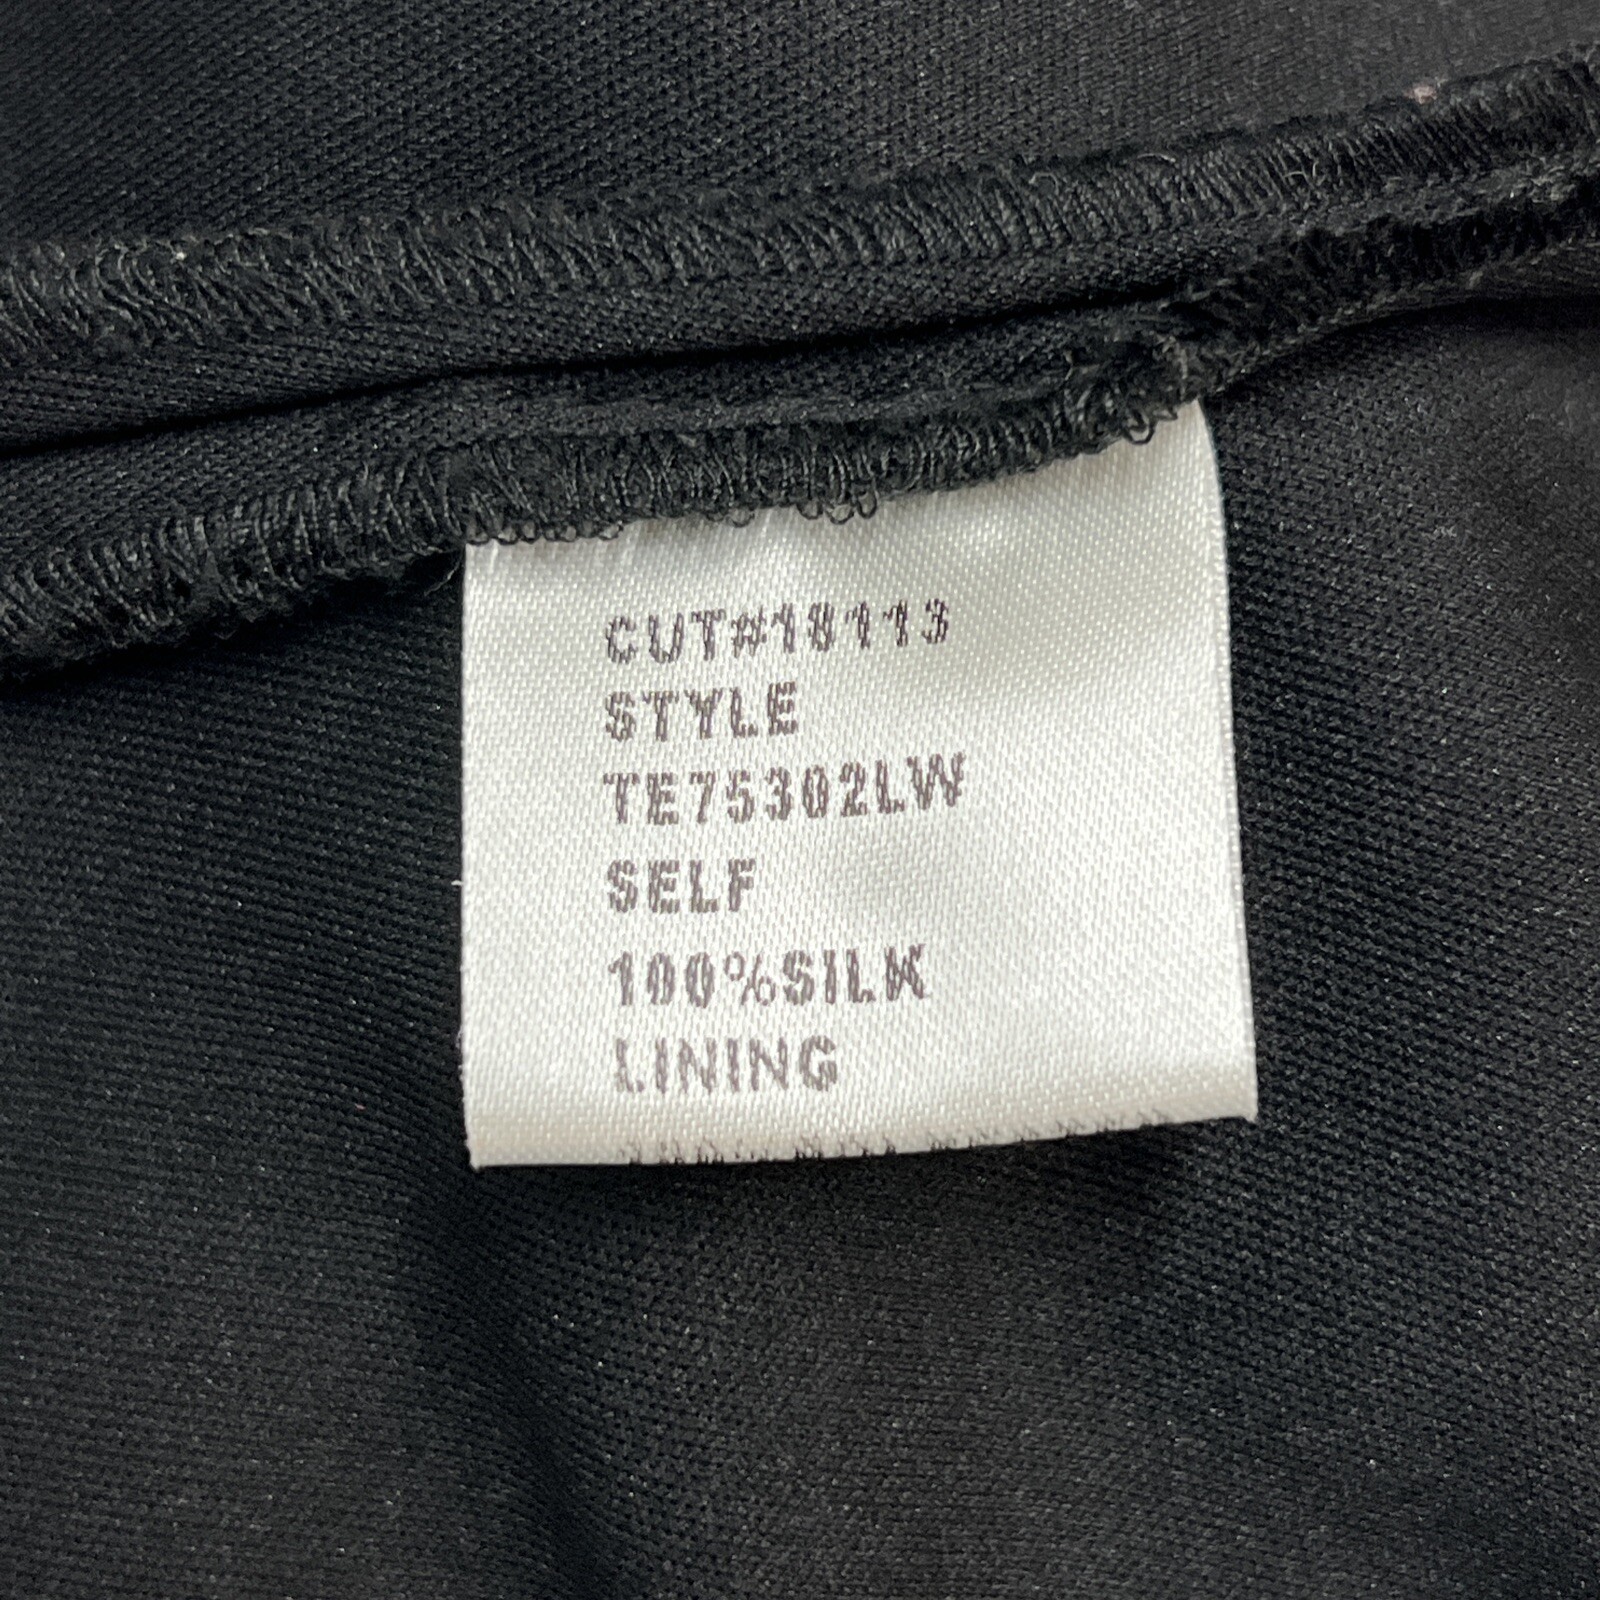 CUT#18113
STYLE
TE75302LW
SELF
100%SILK
LINING